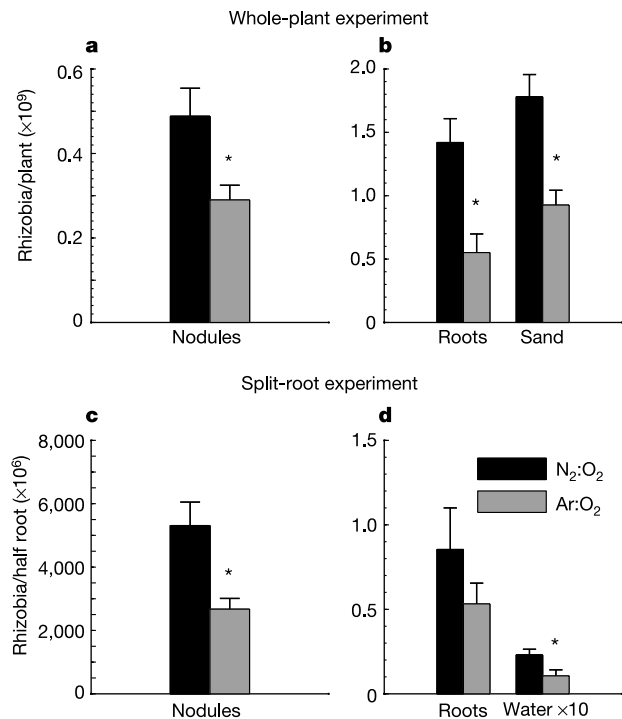 Whole-plant experiment
a
b
Rhizobia/plant (×10⁹)
0.6
0.4
0.2
0
Nodules
2.0
1.5
1.0
0.5
0
*
*
*
Roots Sand
Split-root experiment
c
d
Rhizobia/half root (×10⁶)
8,000
6,000
4,000
2,000
0
*
Nodules
1.5
1.0
0.5
0
N₂:O₂
Ar:O₂
*
Roots Water ×10